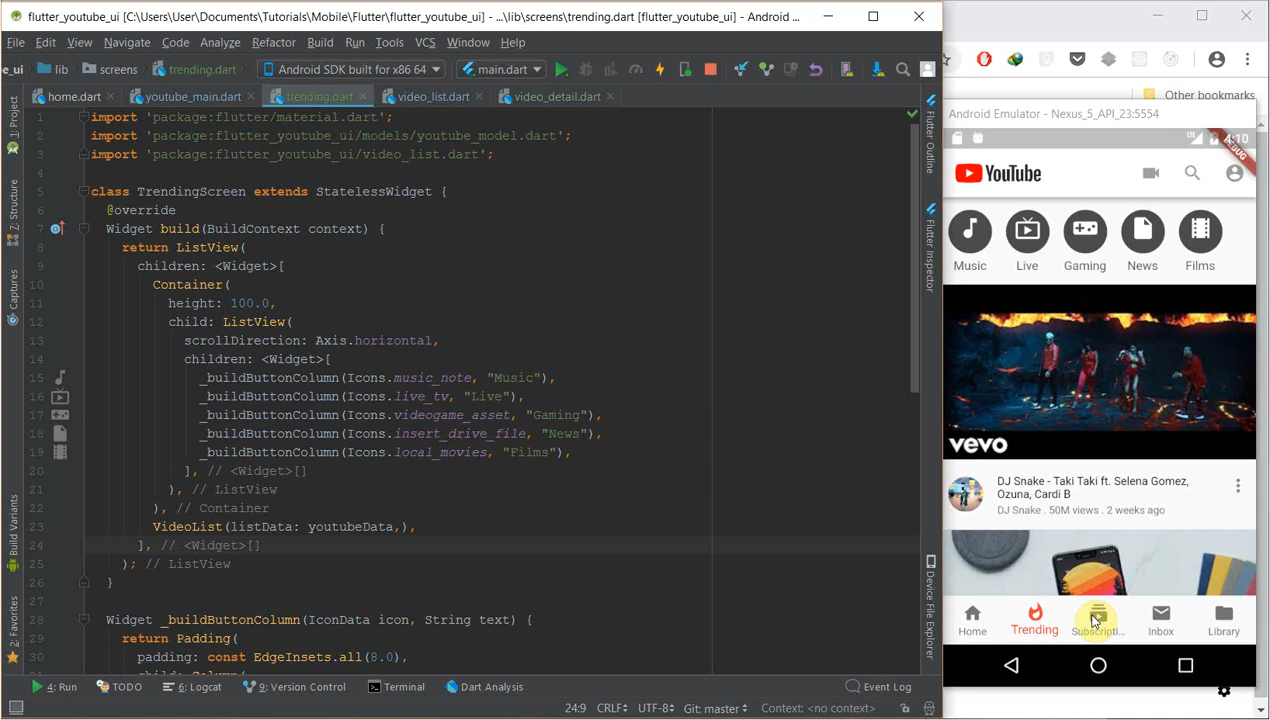 flutter_youtube_ui [C:\Users\User\Documents\Tutorials\Mobile\Flutter\flutter_youtube_ui] - ...\lib\screens\trending.dart [flutter_youtube_ui] - Android ...
File Edit View Navigate Code Analyze Refactor Build Run Tools VCS Window Help
e_ui lib screens trending.dart Android SDK built for x86 64 main.dart
home.dart youtube_main.dart trending.dart video_list.dart video_detail.dart
1 import 'package:flutter/material.dart';
2 import 'package:flutter_youtube_ui/models/youtube_model.dart';
3 import 'package:flutter_youtube_ui/video_list.dart';
4
5 class TrendingScreen extends StatelessWidget {
6 @override
7 Widget build(BuildContext context) {
8 return ListView(
9 children: <Widget>[
10 Container(
11 height: 100.0,
12 child: ListView(
13 scrollDirection: Axis.horizontal,
14 children: <Widget>[
15 _buildButtonColumn(Icons.music_note, "Music"),
16 _buildButtonColumn(Icons.live_tv, "Live"),
17 _buildButtonColumn(Icons.videogame_asset, "Gaming"),
18 _buildButtonColumn(Icons.insert_drive_file, "News"),
19 _buildButtonColumn(Icons.local_movies, "Films"),
20 ], // <Widget>[]
21 ), // ListView
22 ), // Container
23 VideoList(listData: youtubeData,),
24 ], // <Widget>[]
25 ); // ListView
26 }
27
28 Widget _buildButtonColumn(IconData icon, String text) {
29 return Padding(
30 padding: const EdgeInsets.all(8.0),
1: Project
7: Structure
Captures
Build Variants
2: Favorites
Flutter Outline
Flutter Inspector
Device File Explorer
4: Run TODO 6: Logcat 9: Version Control Terminal Dart Analysis Event Log
24:9 CRLF UTF-8 Git: master Context: <no context>
Other bookmarks
Android Emulator - Nexus_5_API_23:5554
LTE 4:10
DEBUG
YouTube
Music Live Gaming News Films
vevo
DJ Snake - Taki Taki ft. Selena Gomez,
Ozuna, Cardi B
DJ Snake . 50M views . 2 weeks ago
Home Trending Subscripti... Inbox Library